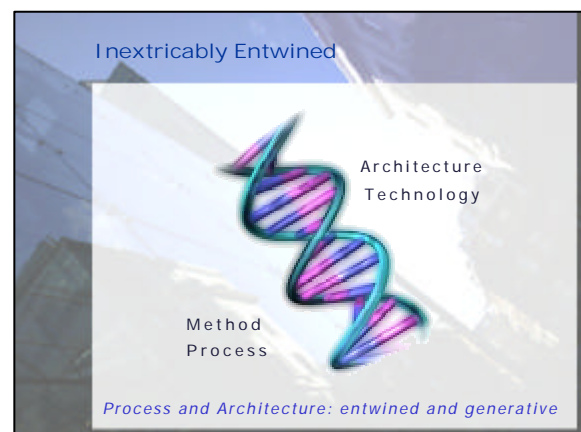 Inextricably Entwined
Architecture
Technology
Method
Process
Process and Architecture: entwined and generative